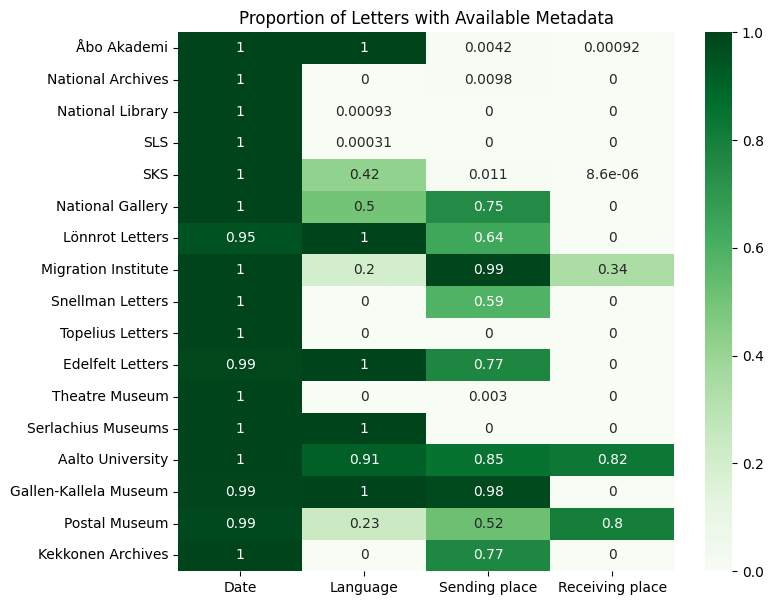 Proportion of Letters with Available Metadata
Åbo Akademi 1 1 0.0042 0.00092
National Archives 1 0 0.0098 0
National Library 1 0.00093 0 0
SLS 1 0.00031 0 0
SKS 1 0.42 0.011 8.6e-06
National Gallery 1 0.5 0.75 0
Lönnrot Letters 0.95 1 0.64 0
Migration Institute 1 0.2 0.99 0.34
Snellman Letters 1 0 0.59 0
Topelius Letters 1 0 0 0
Edelfelt Letters 0.99 1 0.77 0
Theatre Museum 1 0 0.003 0
Serlachius Museums 1 1 0 0
Aalto University 1 0.91 0.85 0.82
Gallen-Kallela Museum 0.99 1 0.98 0
Postal Museum 0.99 0.23 0.52 0.8
Kekkonen Archives 1 0 0.77 0
Date Language Sending place Receiving place
1.0
0.8
0.6
0.4
0.2
0.0